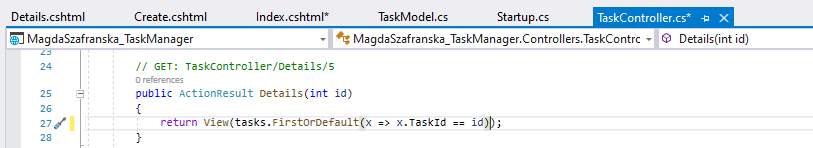 Details.cshtml Create.cshtml Index.cshtml* TaskModel.cs Startup.cs TaskController.cs*
MagdaSzafranska_TaskManager MagdaSzafranska_TaskManager.Controllers.TaskContrc Details(int id)
23
24 // GET: TaskController/Details/5
0 references
25 public ActionResult Details(int id)
26 {
27 return View(tasks.FirstOrDefault(x => x.TaskId == id));
28 }